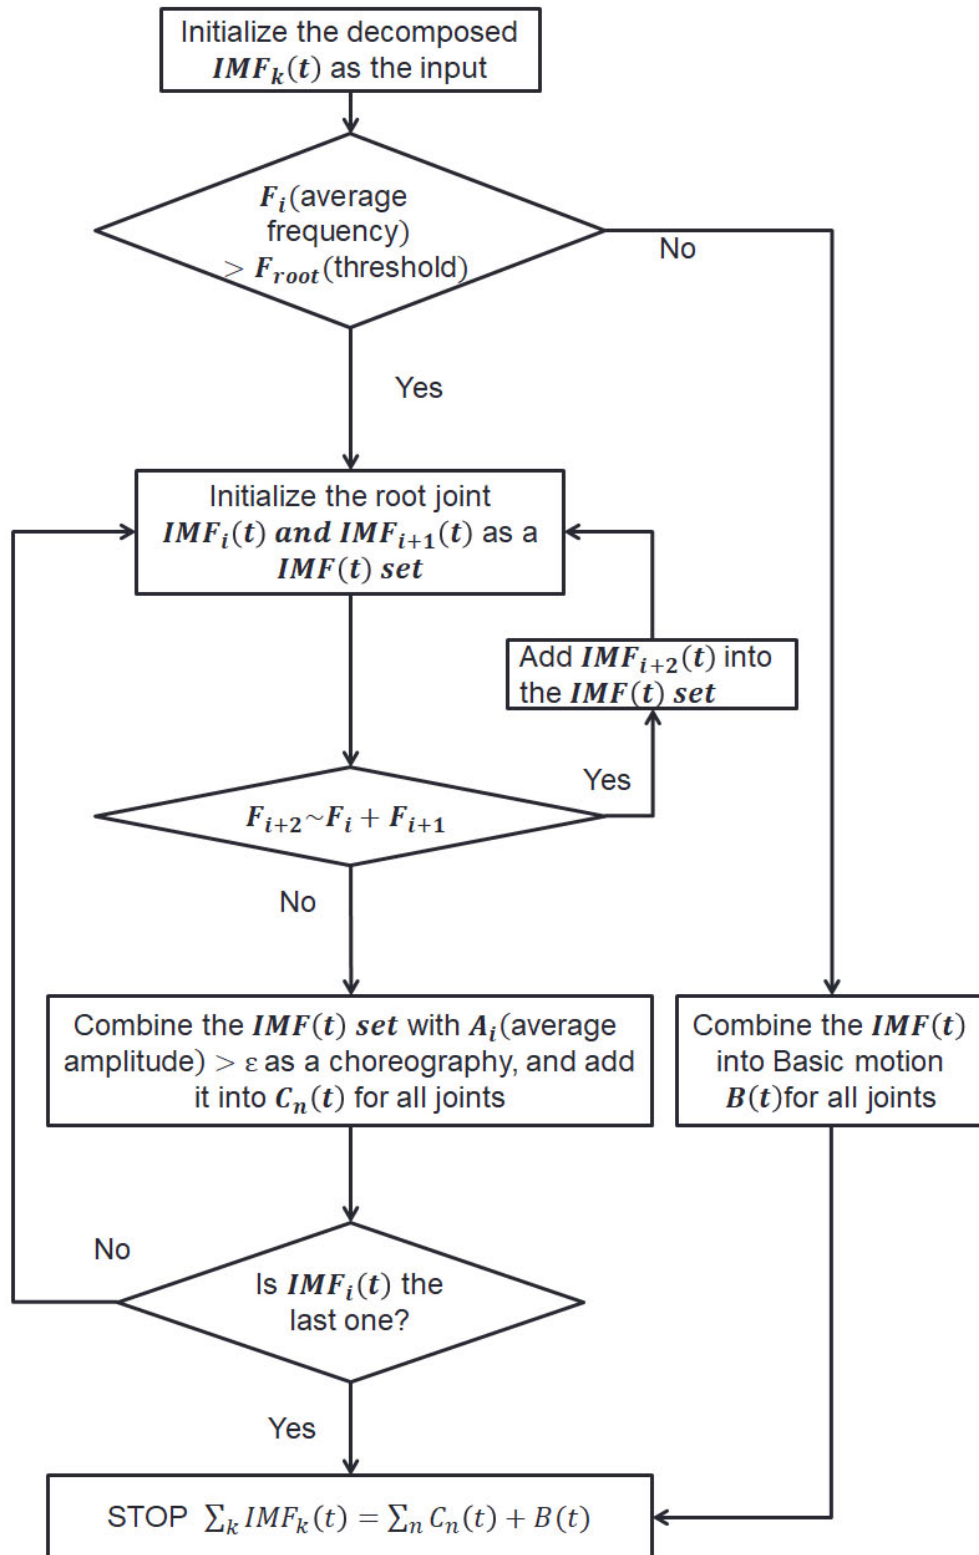 Initialize the decomposed
IMFₖ(t) as the input
Fᵢ(average
frequency)
> F_root(threshold)
No
Yes
Initialize the root joint
IMFᵢ(t) and IMFᵢ₊₁(t) as a
IMF(t) set
Add IMFᵢ₊₂(t) into
the IMF(t) set
Yes
Fᵢ₊₂~Fᵢ + Fᵢ₊₁
No
Combine the IMF(t) set with Aᵢ(average
amplitude) > ε as a choreography, and add
it into Cₙ(t) for all joints
Combine the IMF(t)
into Basic motion
B(t)for all joints
No
Is IMFᵢ(t) the
last one?
Yes
STOP ∑ₖ IMFₖ(t) = ∑ₙ Cₙ(t) + B(t)